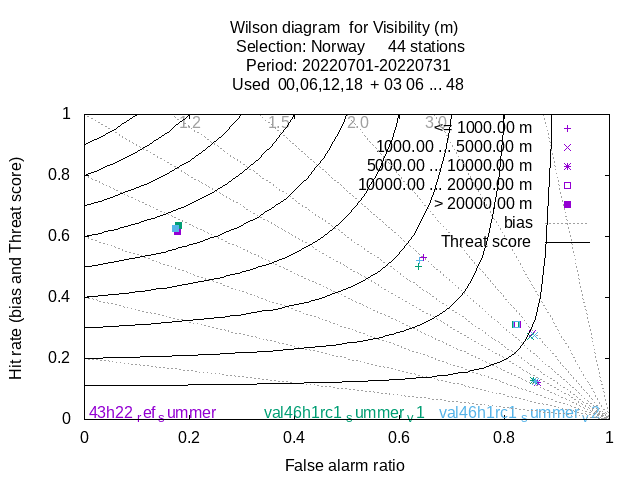 Wilson diagram for Visibility (m)
Selection: Norway 44 stations
Period: 20220701-20220731
Used 00,06,12,18 + 03 06 ... 48
1.2 1.5 2.0 3.0
<= 1000.00 m
1000.00 ... 5000.00 m
5000.00 ... 10000.00 m
10000.00 ... 20000.00 m
> 20000.00 m
bias
Threat score
Hit rate (bias and Threat score)
1
0.8
0.6
0.4
0.2
0
43h22refsummer val46h1rc1summerv1 val46h1rc1summerv2
0 0.2 0.4 0.6 0.8 1
False alarm ratio